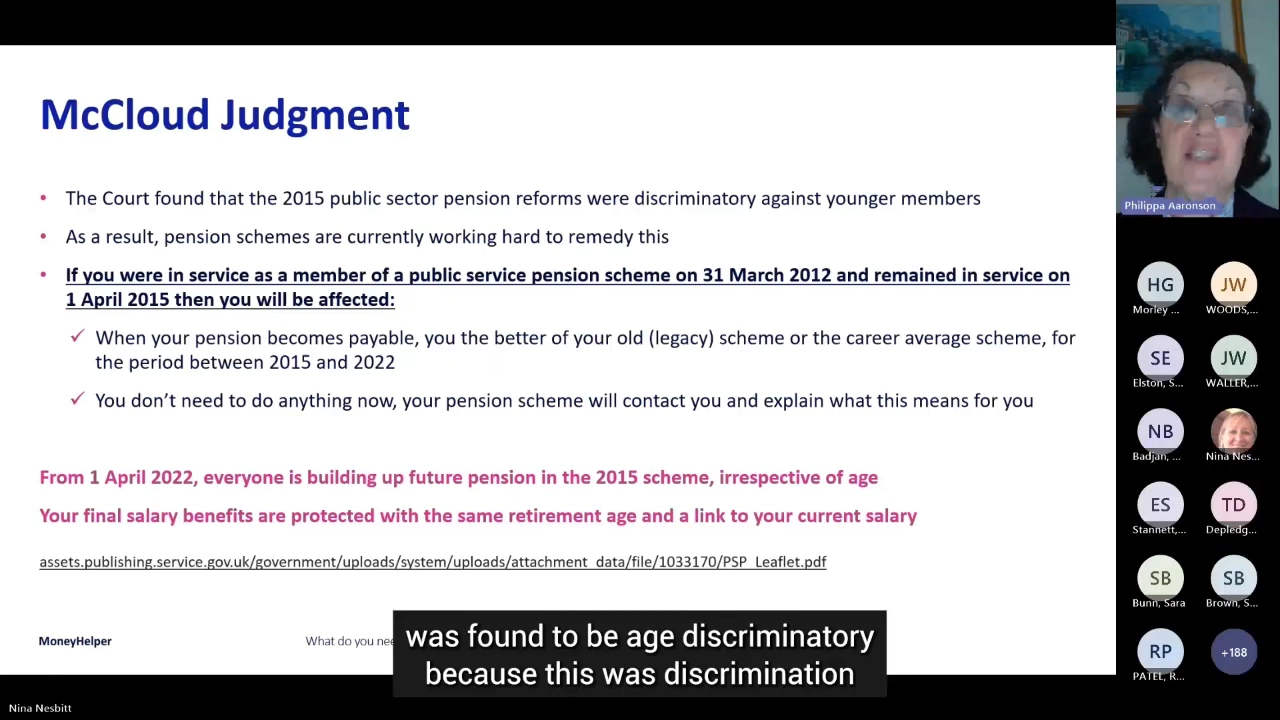 McCloud Judgment
• The Court found that the 2015 public sector pension reforms were discriminatory against younger members
• As a result, pension schemes are currently working hard to remedy this
• If you were in service as a member of a public service pension scheme on 31 March 2012 and remained in service on
1 April 2015 then you will be affected:
✓ When your pension becomes payable, you the better of your old (legacy) scheme or the career average scheme, for
the period between 2015 and 2022
✓ You don’t need to do anything now, your pension scheme will contact you and explain what this means for you
From 1 April 2022, everyone is building up future pension in the 2015 scheme, irrespective of age
Your final salary benefits are protected with the same retirement age and a link to your current salary
assets.publishing.service.gov.uk/government/uploads/system/uploads/attachment_data/file/1033170/PSP_Leaflet.pdf
MoneyHelper
What do you nee
was found to be age discriminatory
because this was discrimination
Nina Nesbitt
Philippa Aaronson
HG
Morley ...
JW
WOODS,...
SE
Elston, S...
JW
WALLER,...
NB
Badjan, ...
Nina Nes...
ES
Stannett,...
TD
Depledg...
SB
Bunn, Sara
SB
Brown, S...
RP
PATEL, R...
+188